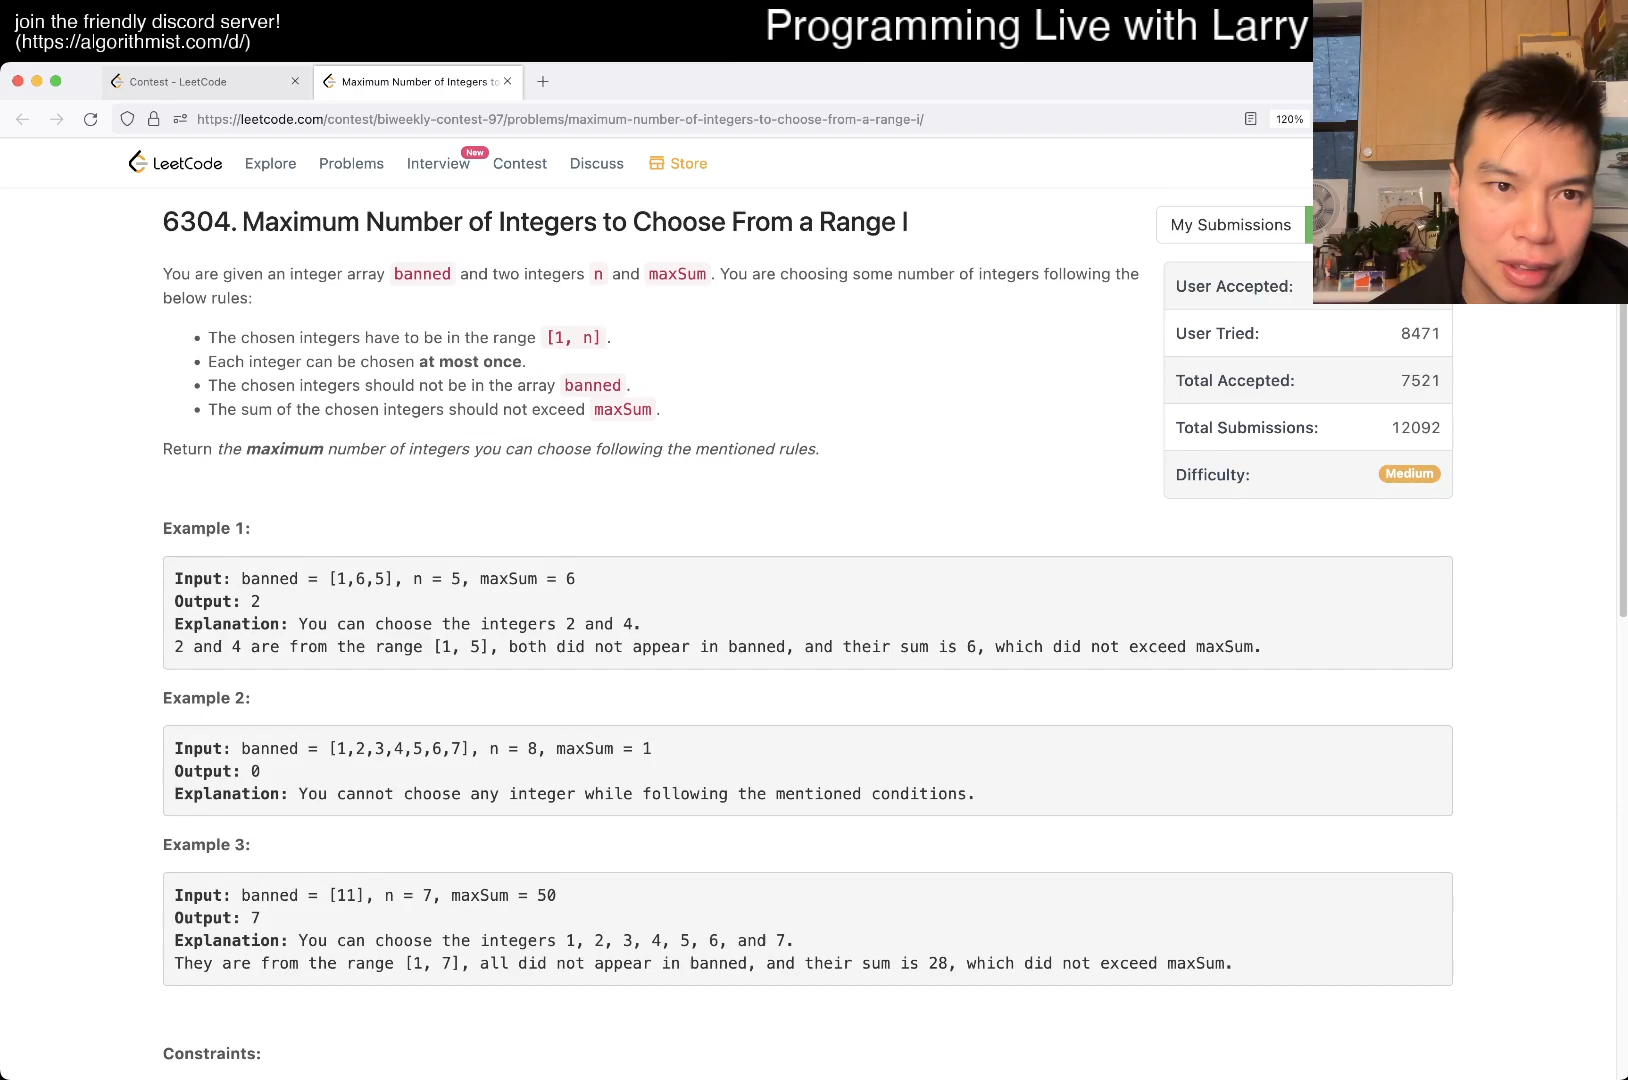 join the friendly discord server!
(https://algorithmist.com/d/)
Programming Live with Larry
Contest - LeetCode
Maximum Number of Integers to
https://leetcode.com/contest/biweekly-contest-97/problems/maximum-number-of-integers-to-choose-from-a-range-i/
120%
LeetCode
Explore
Problems
Interview
New
Contest
Discuss
Store
6304. Maximum Number of Integers to Choose From a Range I
My Submissions
You are given an integer array banned and two integers n and maxSum. You are choosing some number of integers following the
below rules:
• The chosen integers have to be in the range [1, n].
• Each integer can be chosen at most once.
• The chosen integers should not be in the array banned.
• The sum of the chosen integers should not exceed maxSum.
Return the maximum number of integers you can choose following the mentioned rules.
User Accepted:
User Tried: 8471
Total Accepted: 7521
Total Submissions: 12092
Difficulty: Medium
Example 1:
Input: banned = [1,6,5], n = 5, maxSum = 6
Output: 2
Explanation: You can choose the integers 2 and 4.
2 and 4 are from the range [1, 5], both did not appear in banned, and their sum is 6, which did not exceed maxSum.
Example 2:
Input: banned = [1,2,3,4,5,6,7], n = 8, maxSum = 1
Output: 0
Explanation: You cannot choose any integer while following the mentioned conditions.
Example 3:
Input: banned = [11], n = 7, maxSum = 50
Output: 7
Explanation: You can choose the integers 1, 2, 3, 4, 5, 6, and 7.
They are from the range [1, 7], all did not appear in banned, and their sum is 28, which did not exceed maxSum.
Constraints: